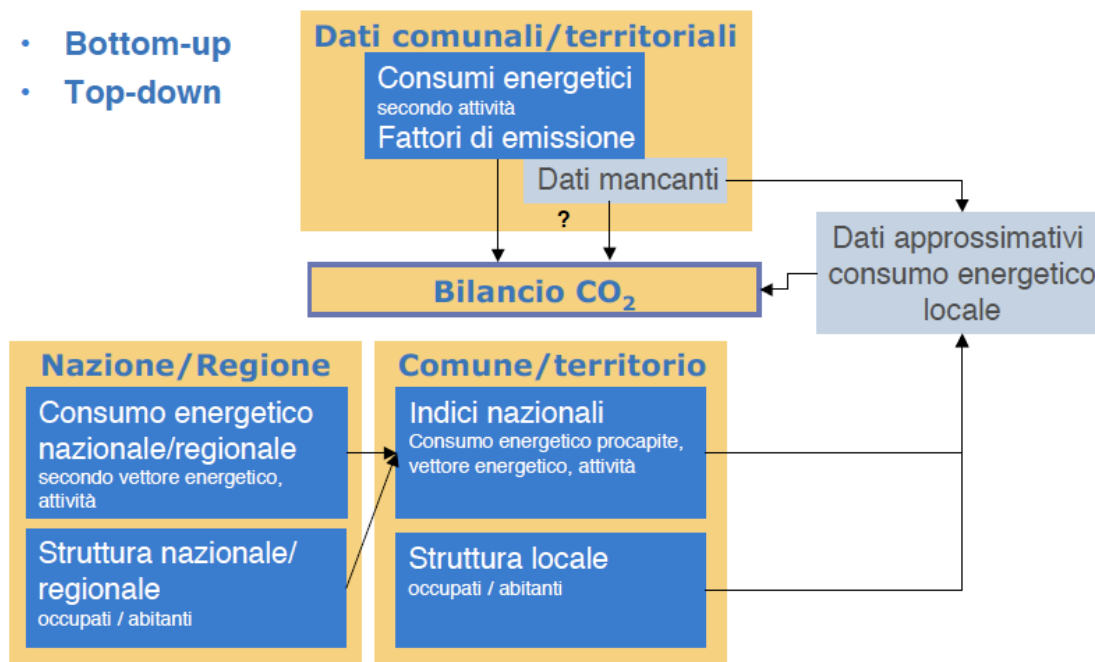 • Bottom-up
• Top-down
Dati comunali/territoriali
Consumi energetici
secondo attività
Fattori di emissione
Dati mancanti
?
Dati approssimativi
consumo energetico
locale
Bilancio CO₂
Nazione/Regione
Consumo energetico
nazionale/regionale
secondo vettore energetico,
attività
Struttura nazionale/
regionale
occupati / abitanti
Comune/territorio
Indici nazionali
Consumo energetico procapite,
vettore energetico, attività
Struttura locale
occupati / abitanti